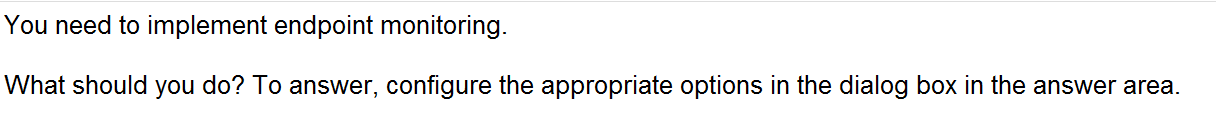 You need to implement endpoint monitoring.
What should you do? To answer, configure the appropriate options in the dialog box in the answer area.